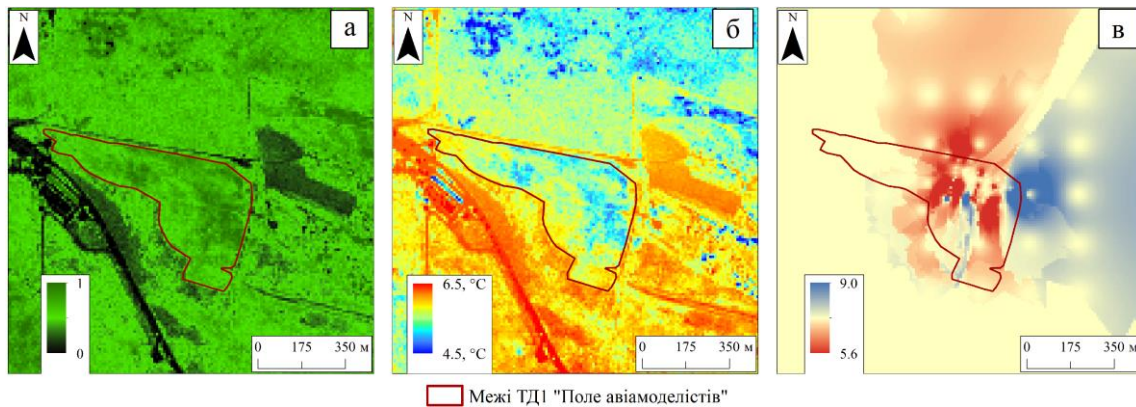 N
а
1
0
0 175 350 м
N
б
6.5, °C
4.5, °C
0 175 350 м
N
в
9.0
5.6
0 175 350 м
Межі ТД1 "Поле авіамоделістів"